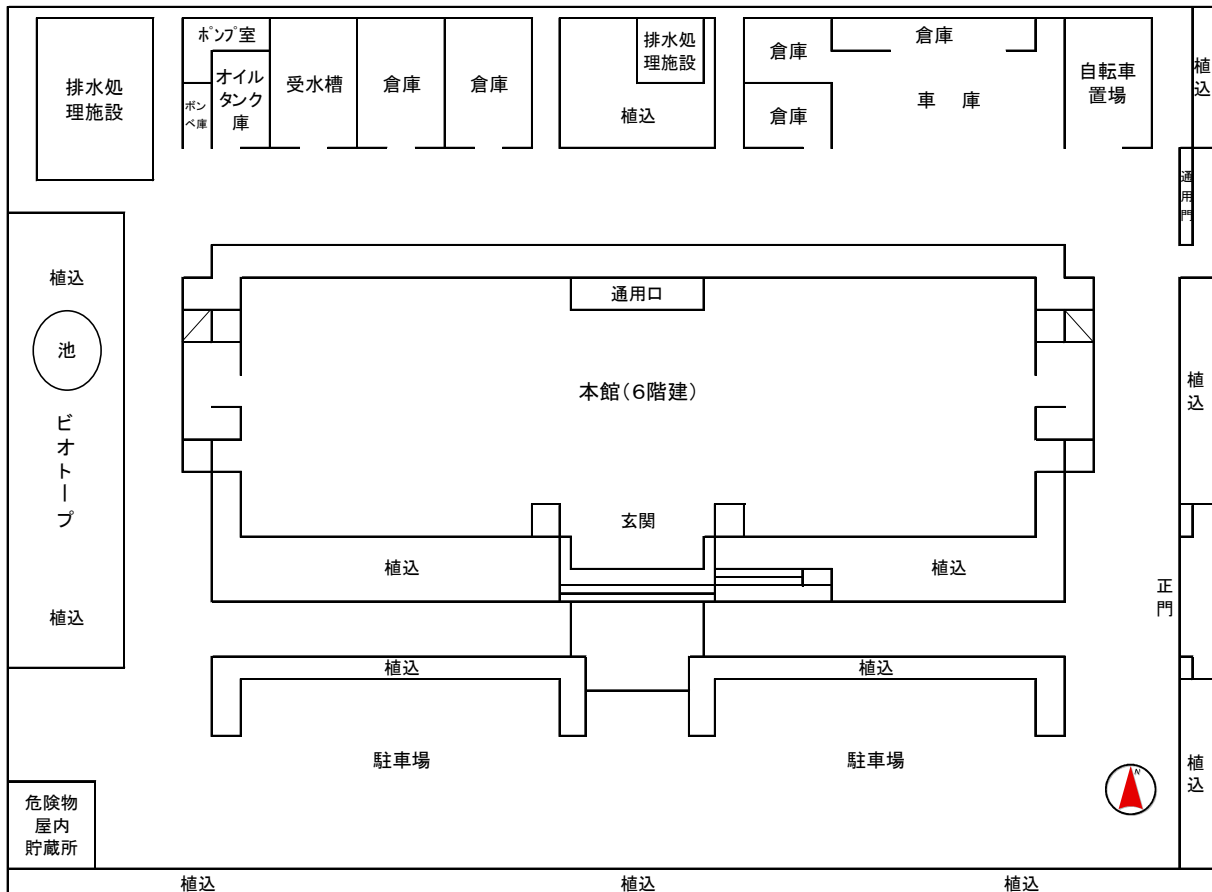 ポンプ室
排水処
理施設
オイル
タンク
庫
ボン
ベ庫
受水槽
倉庫
倉庫
排水処
理施設
植込
倉庫
倉庫
倉庫
車 庫
自転車
置場
植込
通用門
植込
池
ビオトープ
植込
通用口
本館(6階建)
玄関
植込
植込
植込
正門
植込
植込
駐車場
駐車場
N
植込
危険物
屋内
貯蔵所
植込
植込
植込